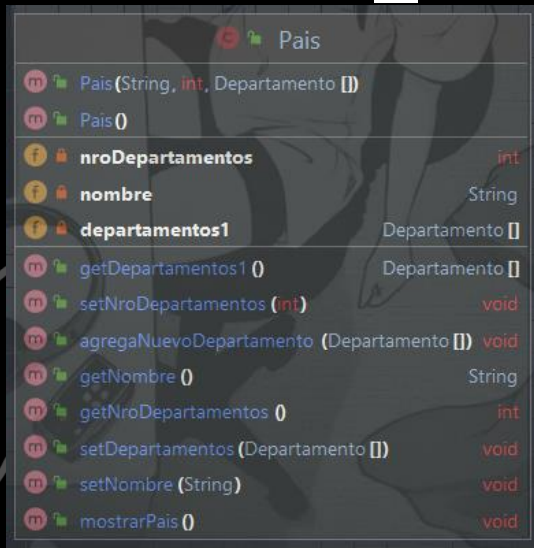 Pais
Pais(String, int, Departamento [])
Pais()
nroDepartamentos int
nombre String
departamentos1 Departamento []
getDepartamentos1 () Departamento []
setNroDepartamentos (int) void
agregaNuevoDepartamento (Departamento []) void
getNombre () String
getNroDepartamentos () int
setDepartamentos (Departamento []) void
setNombre (String) void
mostrarPais () void